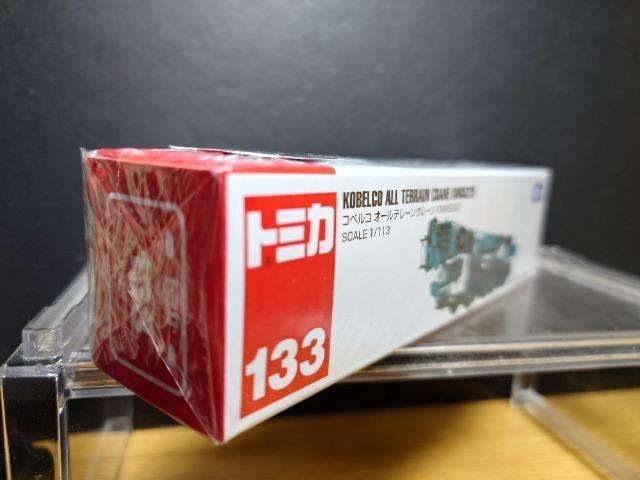 トミカ
133
KOBELCO ALL TERRAIN CRANE
コベルコ オールテレーンクレーン
SCALE 1/113